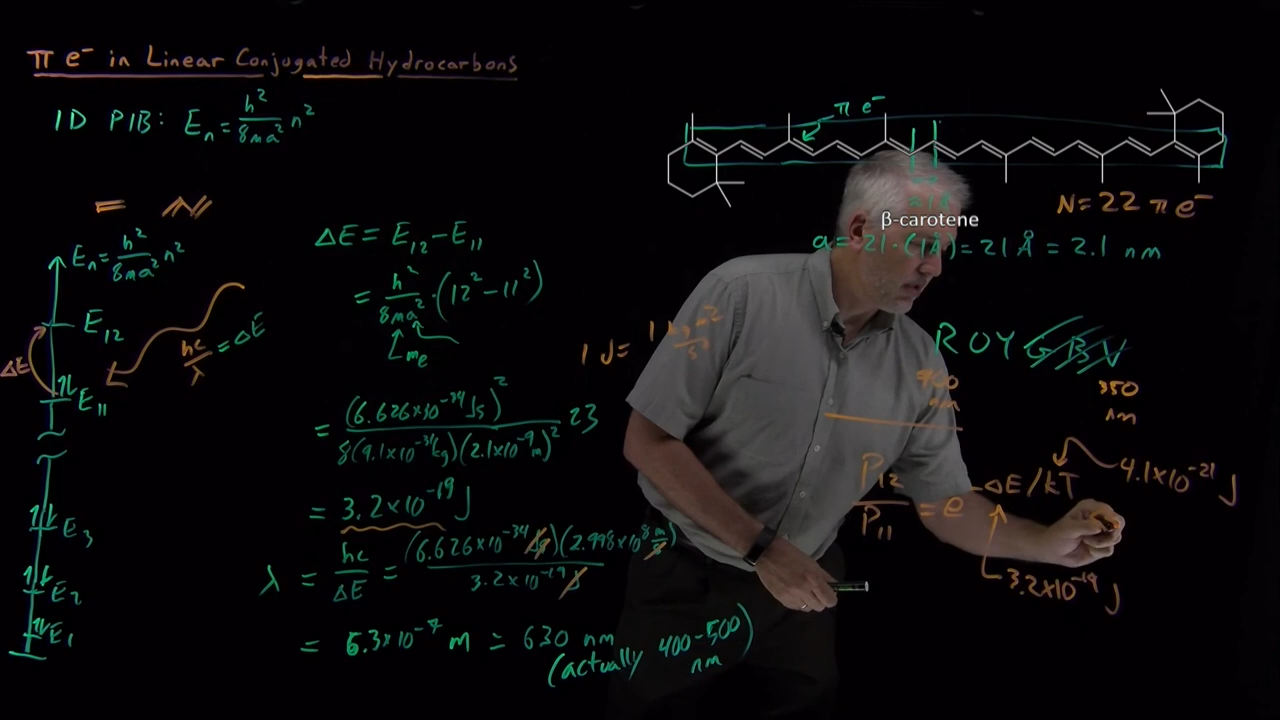 π e⁻ in Linear Conjugated Hydrocarbons
1D PIB: Eₙ = h²/8ma² n²
π e⁻
β-carotene
N = 22 π e⁻
a = 21·(1Å) = 21 Å = 2.1 nm
Eₙ = h²/8ma² n²
E₁₂
ΔE
hc/λ = ΔE
E₁₁
E₃
E₂
E₁
ΔE = E₁₂ − E₁₁
= h²/8ma² · (12² − 11²)
mₑ
= (6.626×10⁻³⁴ Js)²/8(9.1×10⁻³¹ kg)(2.1×10⁻⁹ m)² 23
= 3.2×10⁻¹⁹ J
λ = hc/ΔE = (6.626×10⁻³⁴ Js)(2.998×10⁸ m/s)/3.2×10⁻¹⁹ J
= 6.3×10⁻⁷ m ≃ 630 nm
(actually 400-500 nm)
1 J = 1 kg m²/s
ROYGBV
700 nm
350 nm
P₁₂/P₁₁ = e
−ΔE/kT
4.1×10⁻²¹ J
3.2×10⁻¹⁹ J